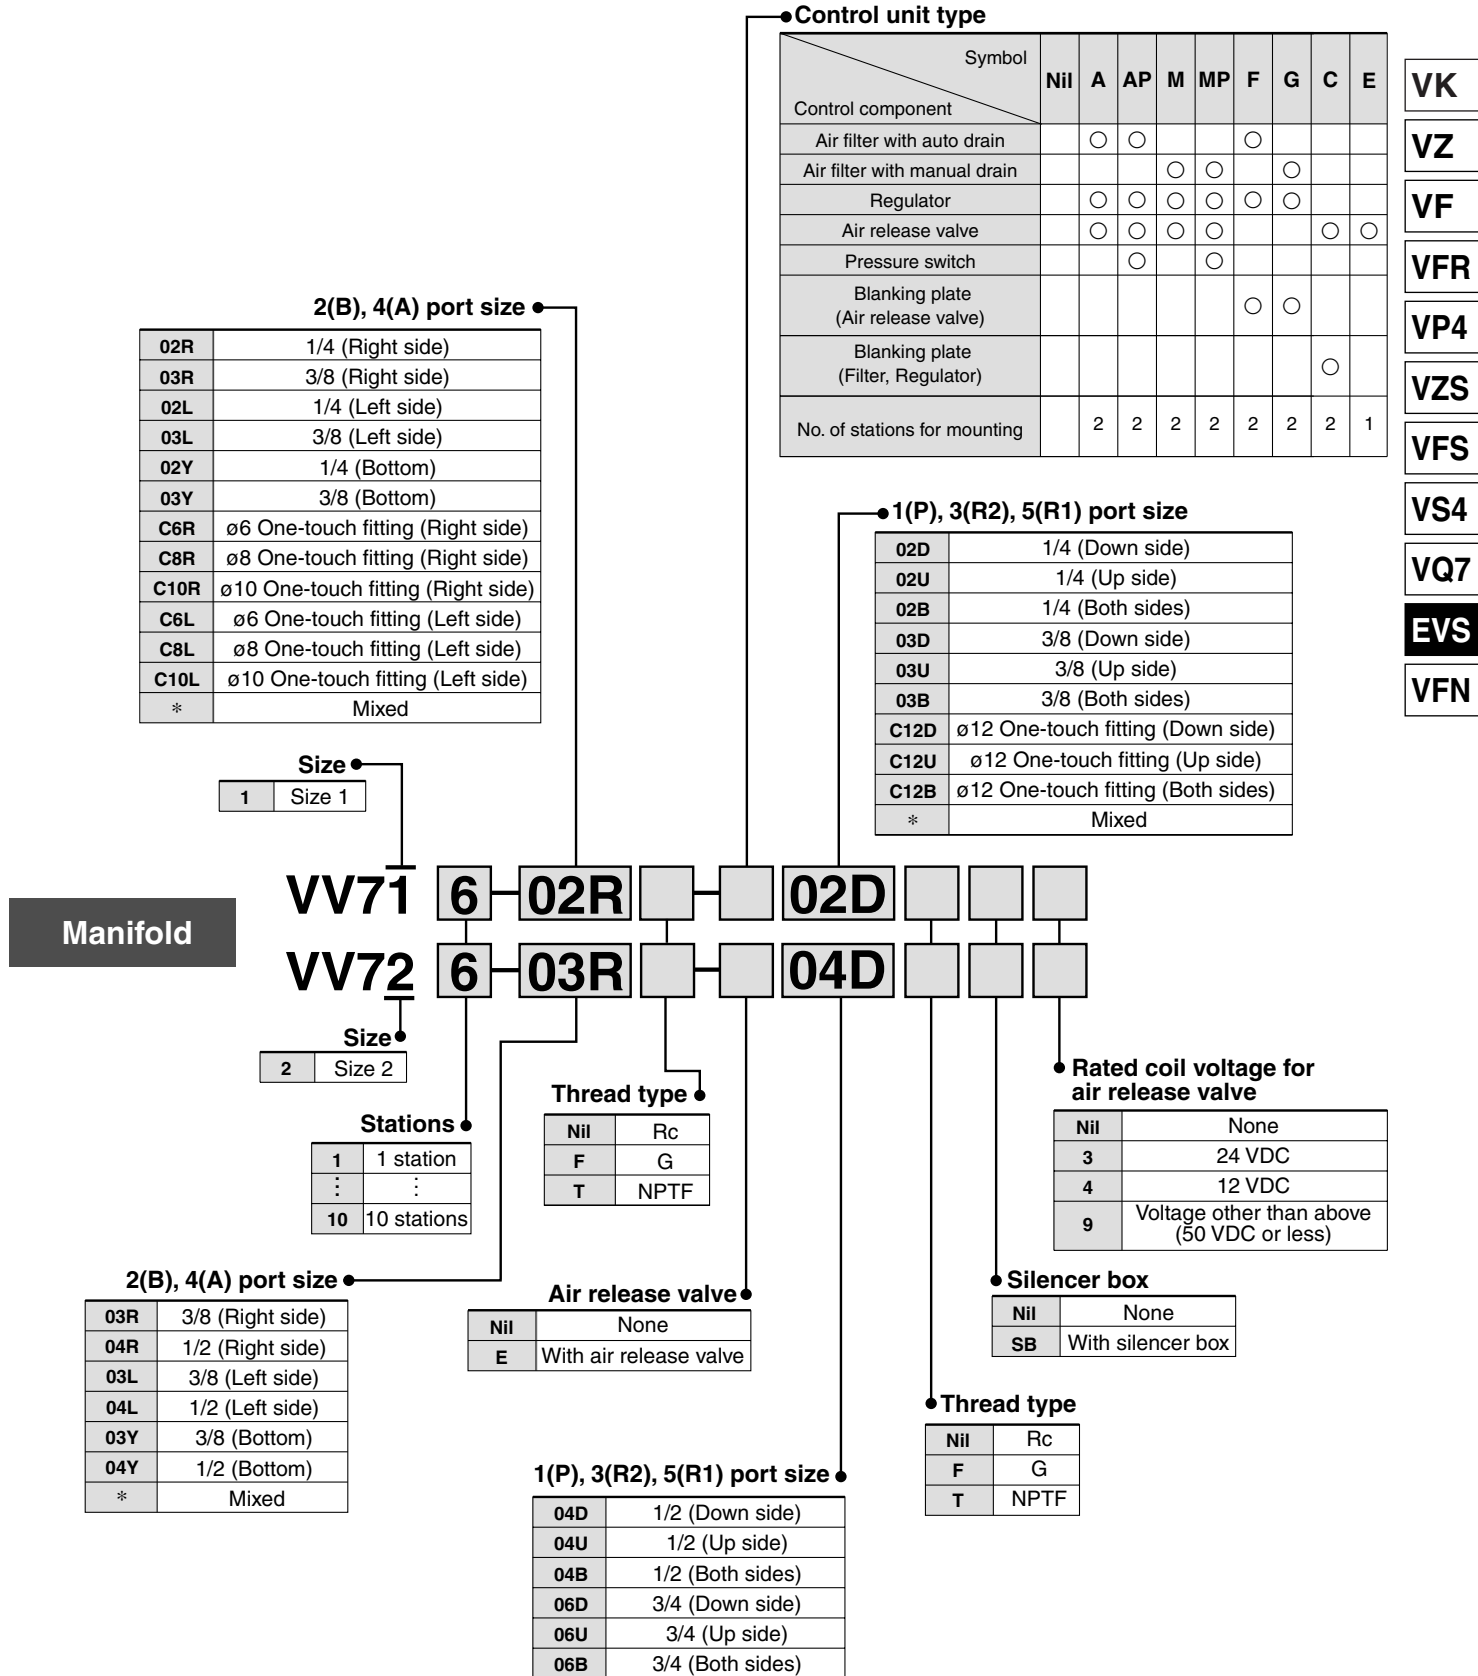 Control unit type
Symbol
Control component
Nil A AP M MP F G C E
Air filter with auto drain ○ ○ ○
Air filter with manual drain ○ ○ ○
Regulator ○ ○ ○ ○ ○ ○
Air release valve ○ ○ ○ ○ ○ ○
Pressure switch ○ ○
Blanking plate
(Air release valve) ○ ○
Blanking plate
(Filter, Regulator) ○
No. of stations for mounting 2 2 2 2 2 2 2 1
VK
VZ
VF
VFR
VP4
VZS
VFS
VS4
VQ7
EVS
VFN
2(B), 4(A) port size
02R 1/4 (Right side)
03R 3/8 (Right side)
02L 1/4 (Left side)
03L 3/8 (Left side)
02Y 1/4 (Bottom)
03Y 3/8 (Bottom)
C6R ø6 One-touch fitting (Right side)
C8R ø8 One-touch fitting (Right side)
C10R ø10 One-touch fitting (Right side)
C6L ø6 One-touch fitting (Left side)
C8L ø8 One-touch fitting (Left side)
C10L ø10 One-touch fitting (Left side)
* Mixed
1(P), 3(R2), 5(R1) port size
02D 1/4 (Down side)
02U 1/4 (Up side)
02B 1/4 (Both sides)
03D 3/8 (Down side)
03U 3/8 (Up side)
03B 3/8 (Both sides)
C12D ø12 One-touch fitting (Down side)
C12U ø12 One-touch fitting (Up side)
C12B ø12 One-touch fitting (Both sides)
* Mixed
Size
1 Size 1
Manifold
VV71 6 - 02R - 02D
VV72 6 - 03R - 04D
Size
2 Size 2
Stations
1 1 station
⋮ ⋮
10 10 stations
Thread type
Nil Rc
F G
T NPTF
Rated coil voltage for
air release valve
Nil None
3 24 VDC
4 12 VDC
9 Voltage other than above
(50 VDC or less)
2(B), 4(A) port size
03R 3/8 (Right side)
04R 1/2 (Right side)
03L 3/8 (Left side)
04L 1/2 (Left side)
03Y 3/8 (Bottom)
04Y 1/2 (Bottom)
* Mixed
Air release valve
Nil None
E With air release valve
Silencer box
Nil None
SB With silencer box
Thread type
Nil Rc
F G
T NPTF
1(P), 3(R2), 5(R1) port size
04D 1/2 (Down side)
04U 1/2 (Up side)
04B 1/2 (Both sides)
06D 3/4 (Down side)
06U 3/4 (Up side)
06B 3/4 (Both sides)